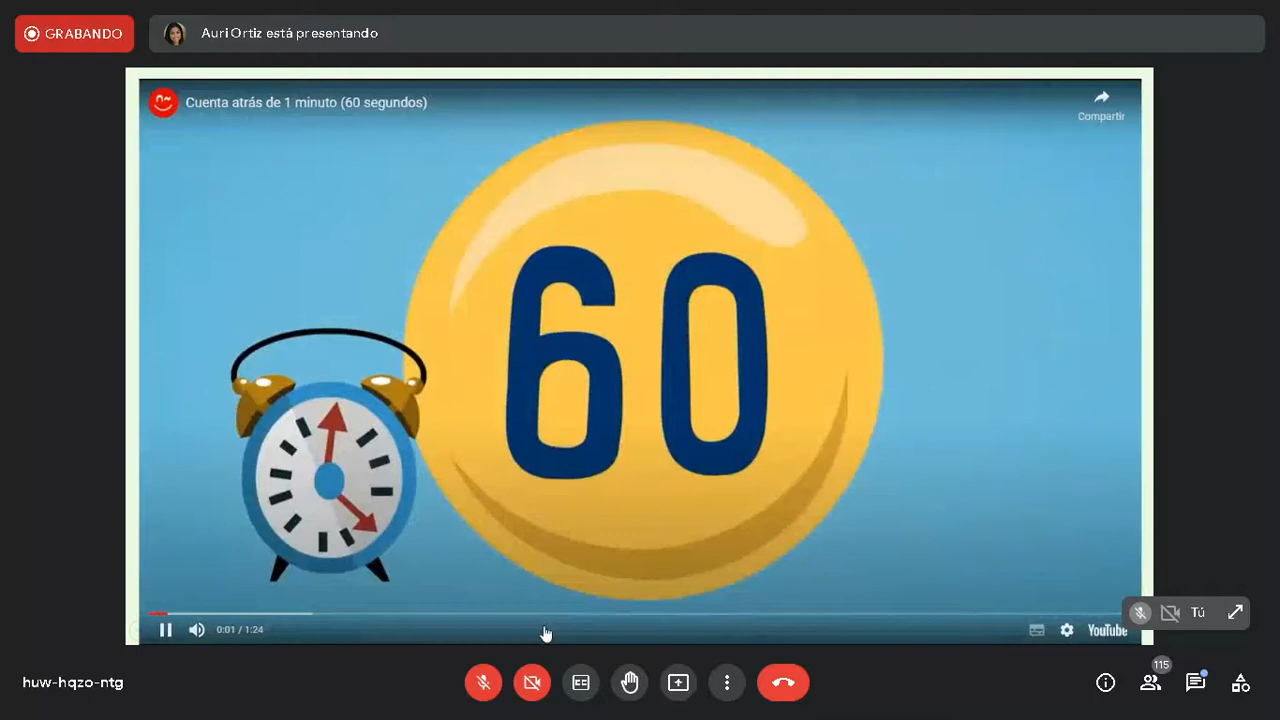 GRABANDO
Auri Ortiz está presentando
Cuenta atrás de 1 minuto (60 segundos)
Compartir
60
0:01 / 1:24
YouTube
Tú
huw-hqzo-ntg
115